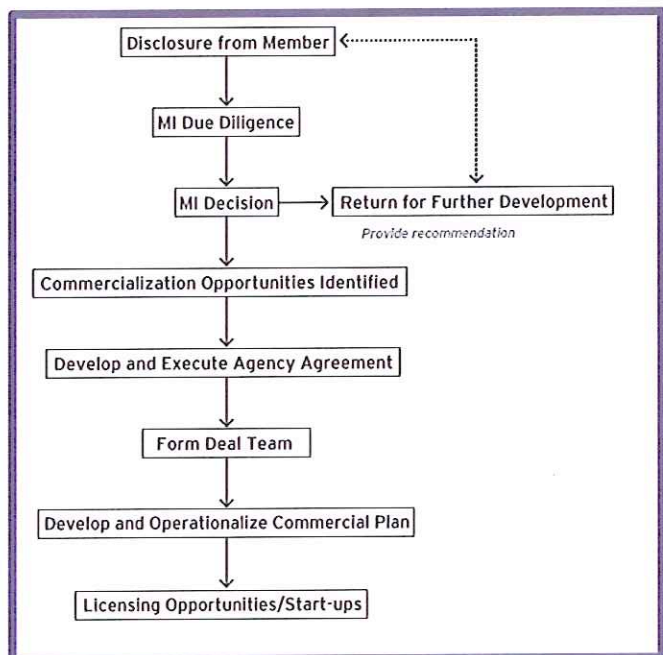 Disclosure from Member
MI Due Diligence
MI Decision
Return for Further Development
Provide recommendation
Commercialization Opportunities Identified
Develop and Execute Agency Agreement
Form Deal Team
Develop and Operationalize Commercial Plan
Licensing Opportunities/Start-ups